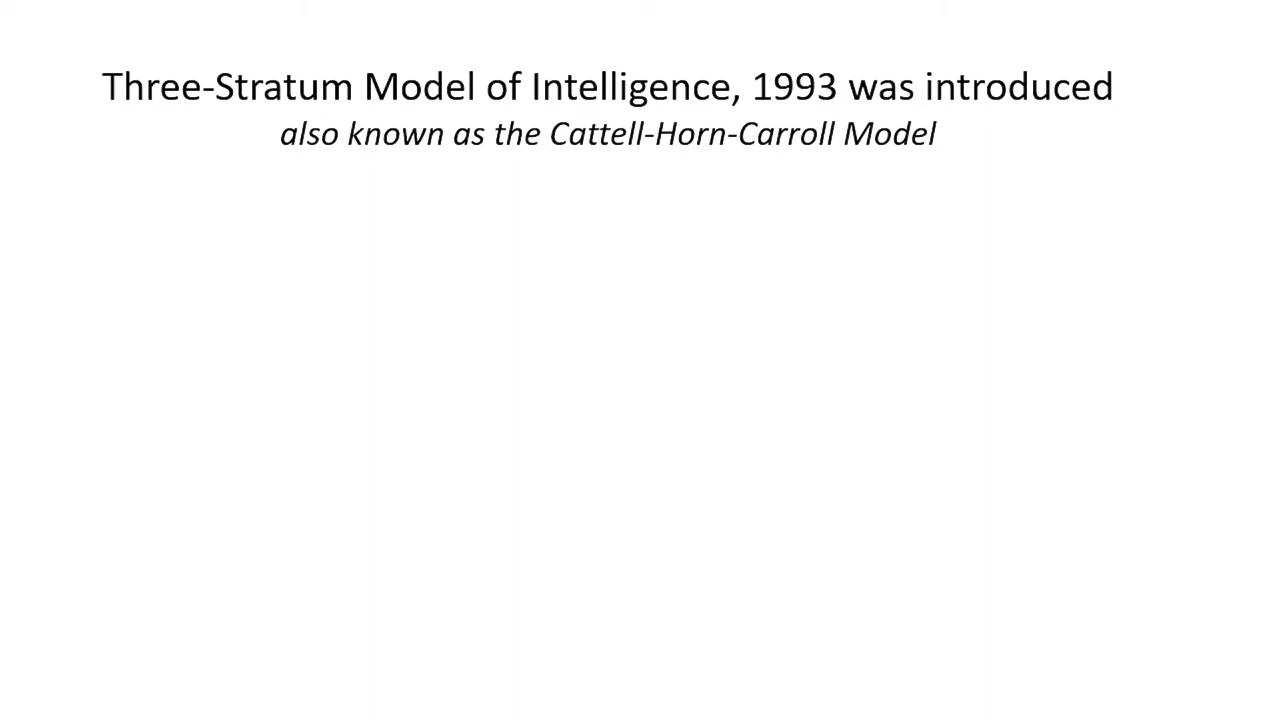 Three-Stratum Model of Intelligence, 1993 was introduced
also known as the Cattell-Horn-Carroll Model